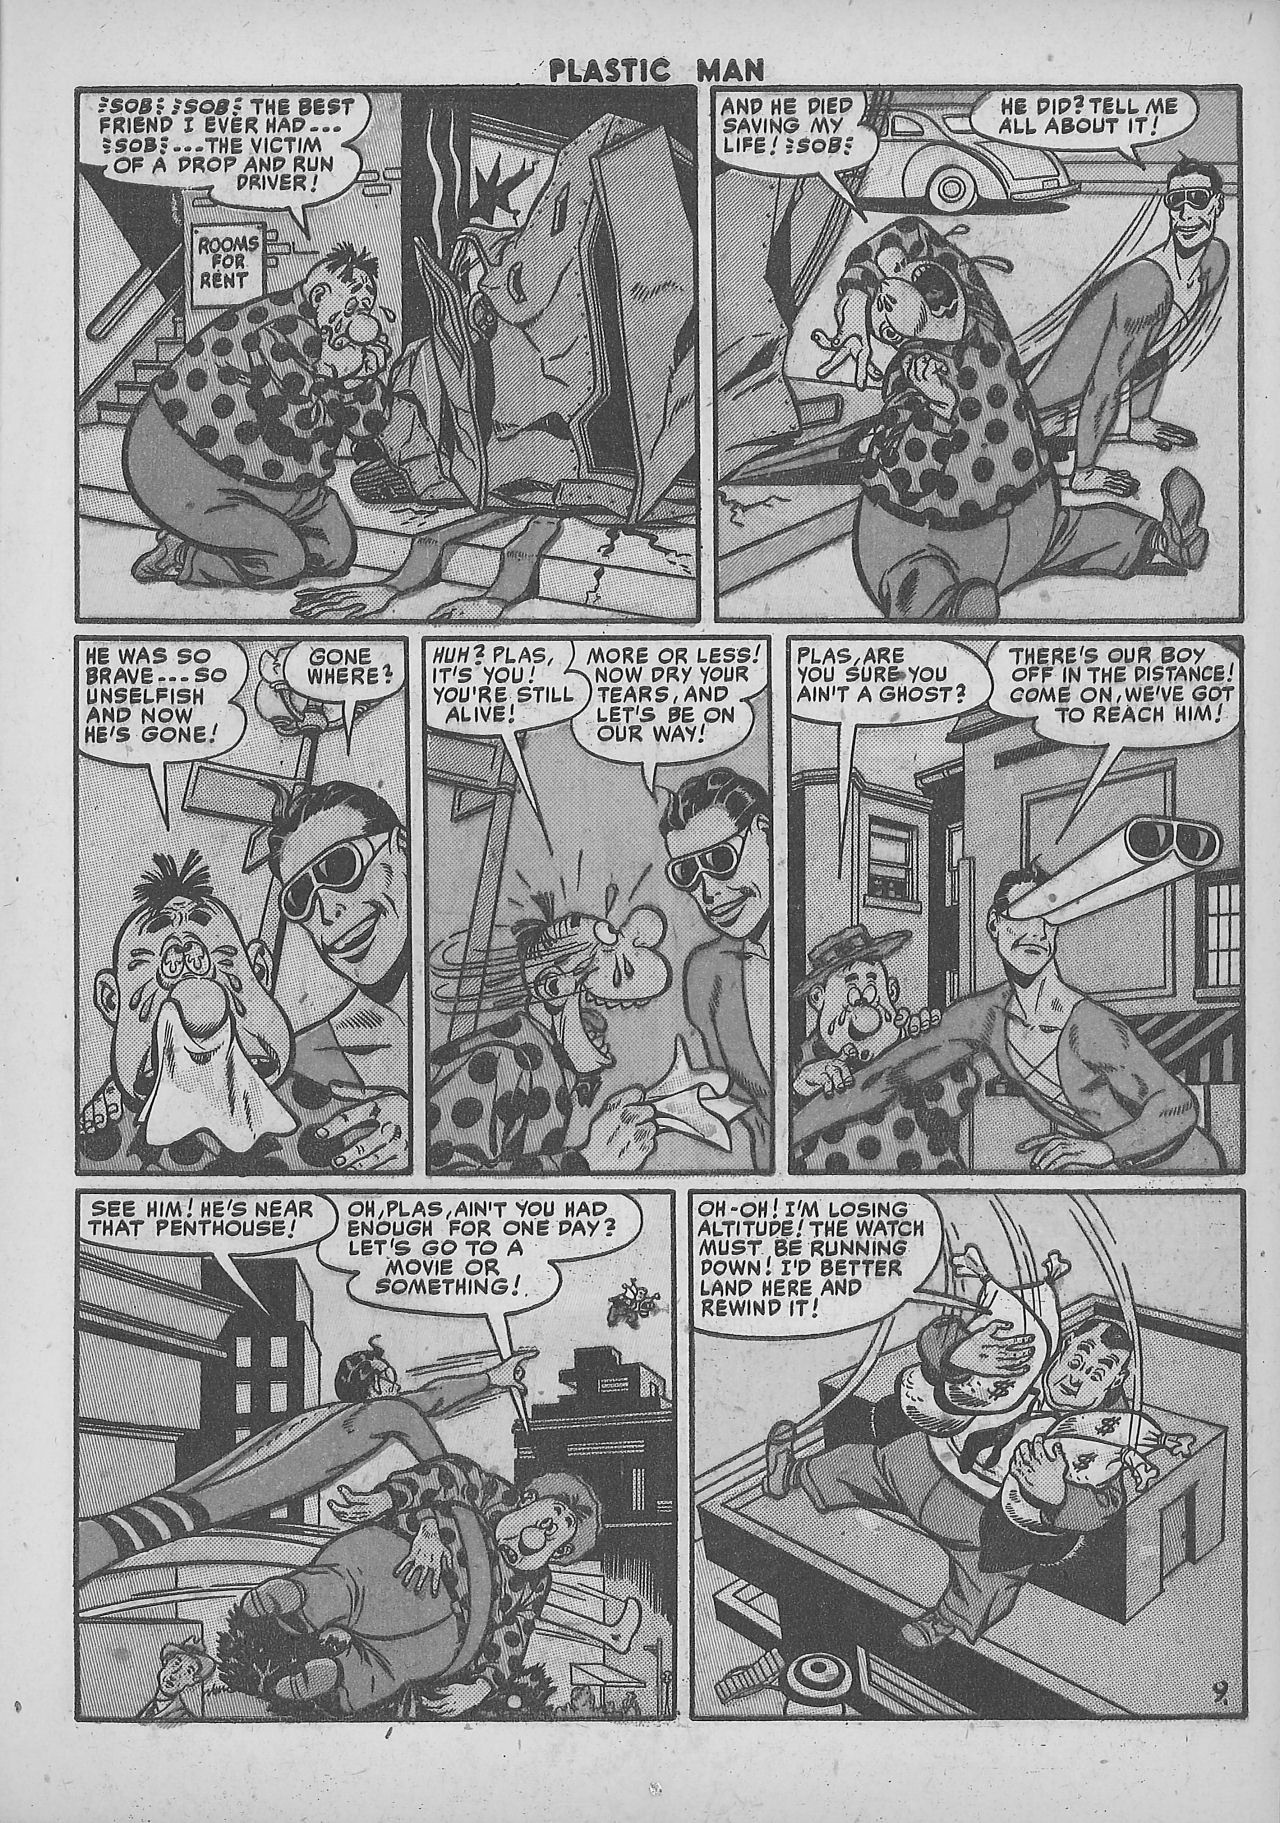 PLASTIC MAN
SOB SOB THE BEST
FRIEND I EVER HAD---
SOB---THE VICTIM
OF A DROP AND RUN
DRIVER!
ROOMS
FOR
RENT
AND HE DIED
SAVING MY
LIFE! SOB
HE DID? TELL ME
ALL ABOUT IT!
HE WAS SO
BRAVE---SO
UNSELFISH
AND NOW
HE'S GONE!
GONE
WHERE?
HUH? PLAS,
IT'S YOU!
YOU'RE STILL
ALIVE!
MORE OR LESS!
NOW DRY YOUR
TEARS, AND
LET'S BE ON
OUR WAY!
PLAS, ARE
YOU SURE YOU
AIN'T A GHOST?
THERE'S OUR BOY
OFF IN THE DISTANCE!
COME ON, WE'VE GOT
TO REACH HIM!
SEE HIM! HE'S NEAR
THAT PENTHOUSE!
OH, PLAS, AIN'T YOU HAD
ENOUGH FOR ONE DAY?
LET'S GO TO A
MOVIE OR
SOMETHING!
OH-OH! I'M LOSING
ALTITUDE! THE WATCH
MUST BE RUNNING
DOWN! I'D BETTER
LAND HERE AND
REWIND IT!
$
$
$
9